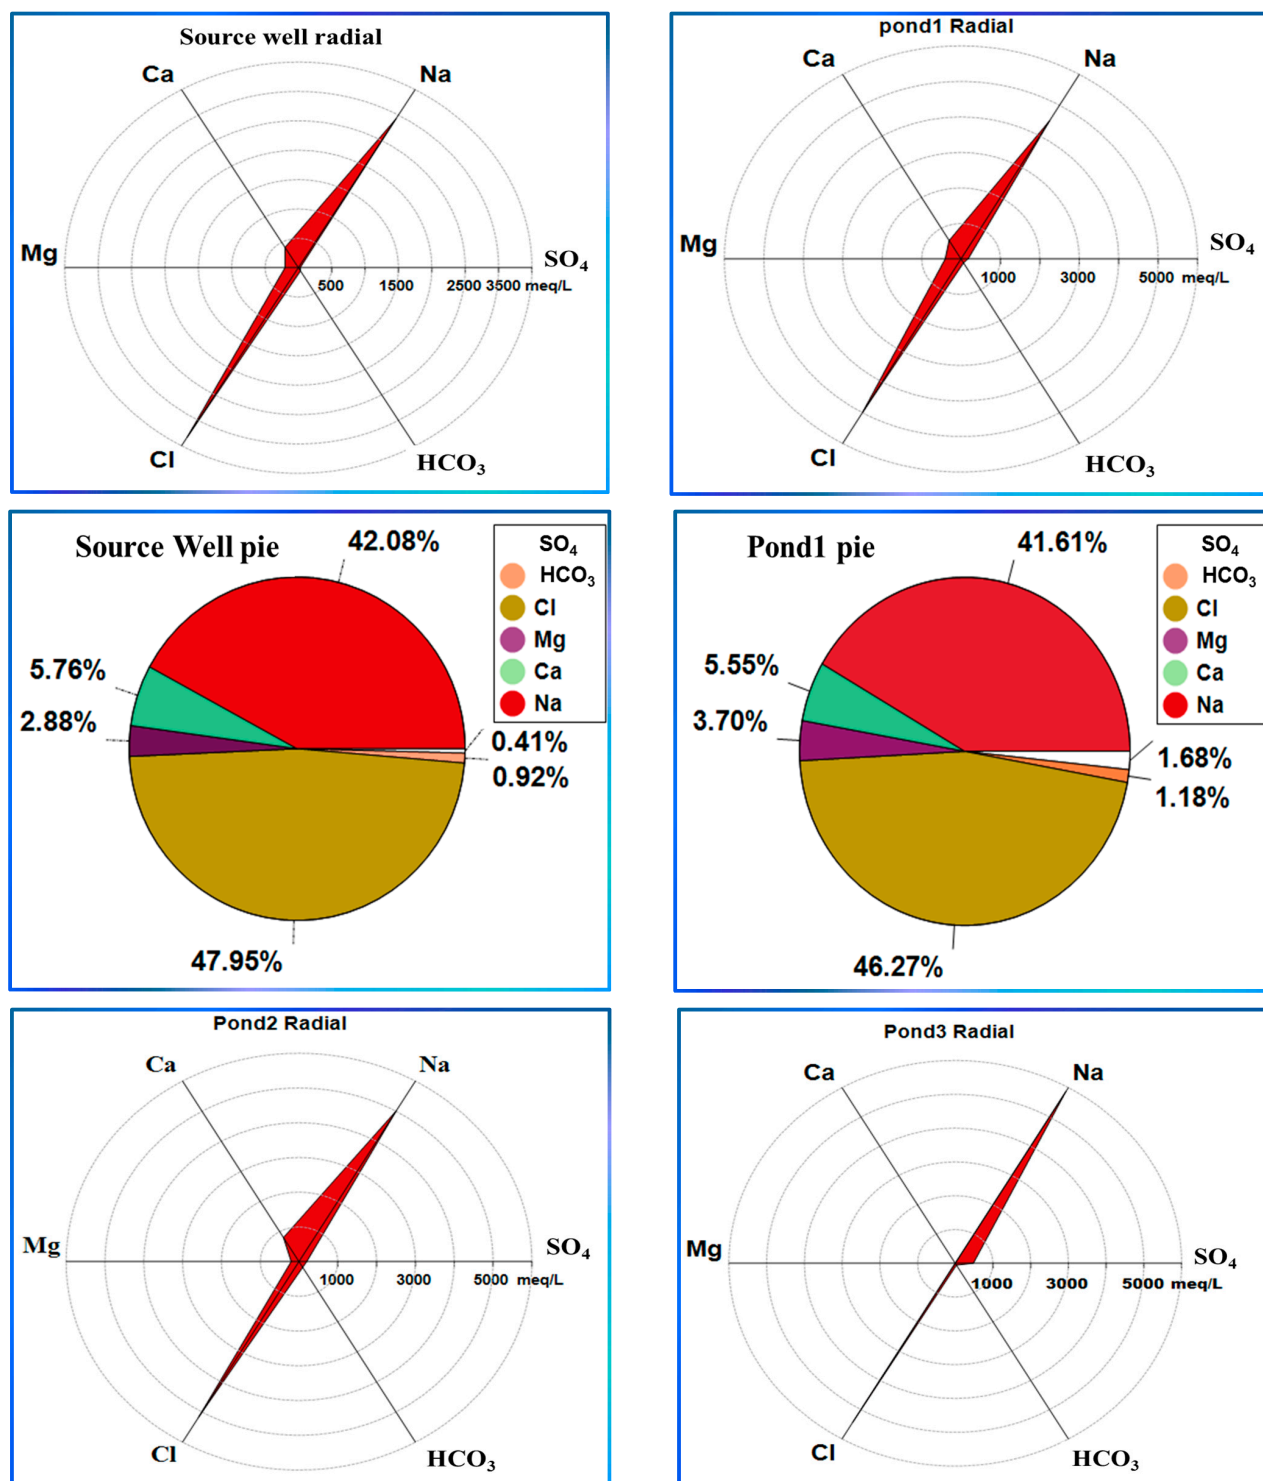 Source well radial
Ca
Na
Mg
SO₄
500 1500 2500 3500 meq/L
Cl
HCO₃
pond1 Radial
Ca
Na
Mg
SO₄
1000 3000 5000 meq/L
Cl
HCO₃
Source Well pie
42.08%
SO₄
HCO₃
Cl
Mg
Ca
Na
5.76%
2.88%
0.41%
0.92%
47.95%
Pond1 pie
41.61%
SO₄
HCO₃
Cl
Mg
Ca
Na
5.55%
3.70%
1.68%
1.18%
46.27%
Pond2 Radial
Ca
Na
Mg
SO₄
1000 3000 5000 meq/L
Cl
HCO₃
Pond3 Radial
Ca
Na
Mg
SO₄
1000 3000 5000 meq/L
Cl
HCO₃